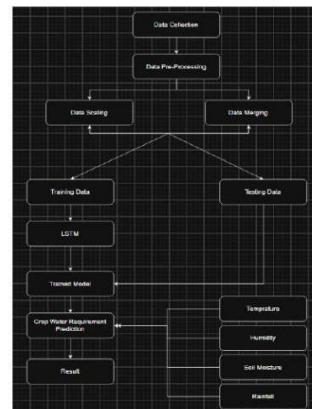 Data Collection
Data Pre-Processing
Data Scaling
Data Merging
Training Data
Testing Data
LSTM
Trained Model
Temprature
Crop Water Requirement
Prediction
Humidity
Soil Moisture
Result
Rainfall